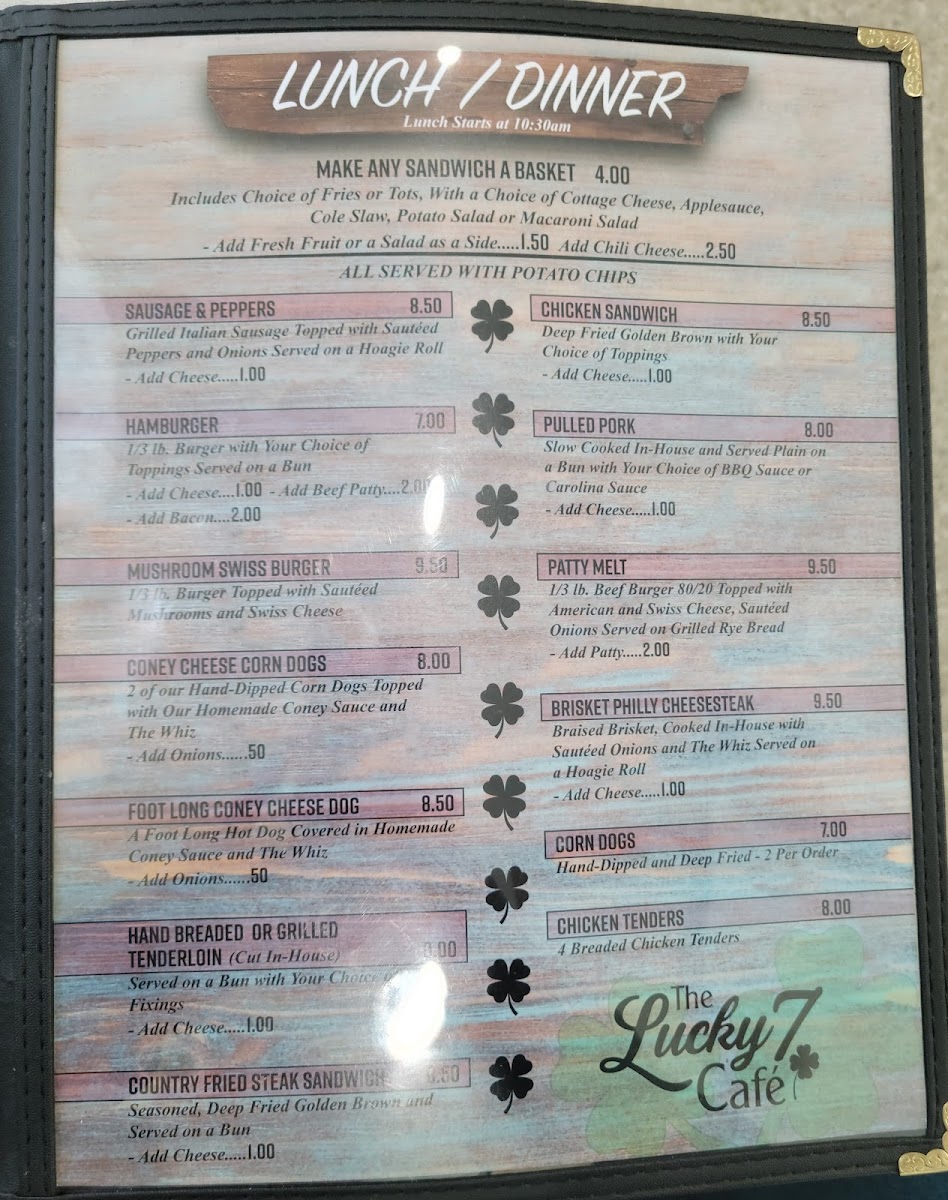 LUNCH / DINNER
Lunch Starts at 10:30am
MAKE ANY SANDWICH A BASKET 4.00
Includes Choice of Fries or Tots, With a Choice of Cottage Cheese, Applesauce,
Cole Slaw, Potato Salad or Macaroni Salad
- Add Fresh Fruit or a Salad as a Side.....1.50 Add Chili Cheese.....2.50
ALL SERVED WITH POTATO CHIPS
SAUSAGE & PEPPERS 8.50
Grilled Italian Sausage Topped with Sautéed
Peppers and Onions Served on a Hoagie Roll
- Add Cheese.....1.00
HAMBURGER 7.00
1/3 lb. Burger with Your Choice of
Toppings Served on a Bun
- Add Cheese....1.00 - Add Beef Patty....2.00
- Add Bacon....2.00
MUSHROOM SWISS BURGER 9.50
1/3 lb. Burger Topped with Sautéed
Mushrooms and Swiss Cheese
CONEY CHEESE CORN DOGS 8.00
2 of our Hand-Dipped Corn Dogs Topped
with Our Homemade Coney Sauce and
The Whiz
- Add Onions......50
FOOT LONG CONEY CHEESE DOG 8.50
A Foot Long Hot Dog Covered in Homemade
Coney Sauce and The Whiz
- Add Onions......50
HAND BREADED OR GRILLED
TENDERLOIN (Cut In-House)
Served on a Bun with Your Choice
Fixings
- Add Cheese.....1.00
COUNTRY FRIED STEAK SANDWICH
Seasoned, Deep Fried Golden Brown and
Served on a Bun
- Add Cheese.....1.00
CHICKEN SANDWICH 8.50
Deep Fried Golden Brown with Your
Choice of Toppings
- Add Cheese.....1.00
PULLED PORK 8.00
Slow Cooked In-House and Served Plain on
a Bun with Your Choice of BBQ Sauce or
Carolina Sauce
- Add Cheese.....1.00
PATTY MELT 9.50
1/3 lb. Beef Burger 80/20 Topped with
American and Swiss Cheese, Sautéed
Onions Served on Grilled Rye Bread
- Add Patty.....2.00
BRISKET PHILLY CHEESESTEAK 9.50
Braised Brisket, Cooked In-House with
Sautéed Onions and The Whiz Served on
a Hoagie Roll
- Add Cheese.....1.00
CORN DOGS 7.00
Hand-Dipped and Deep Fried - 2 Per Order
CHICKEN TENDERS 8.00
4 Breaded Chicken Tenders
The
Lucky 7
Café